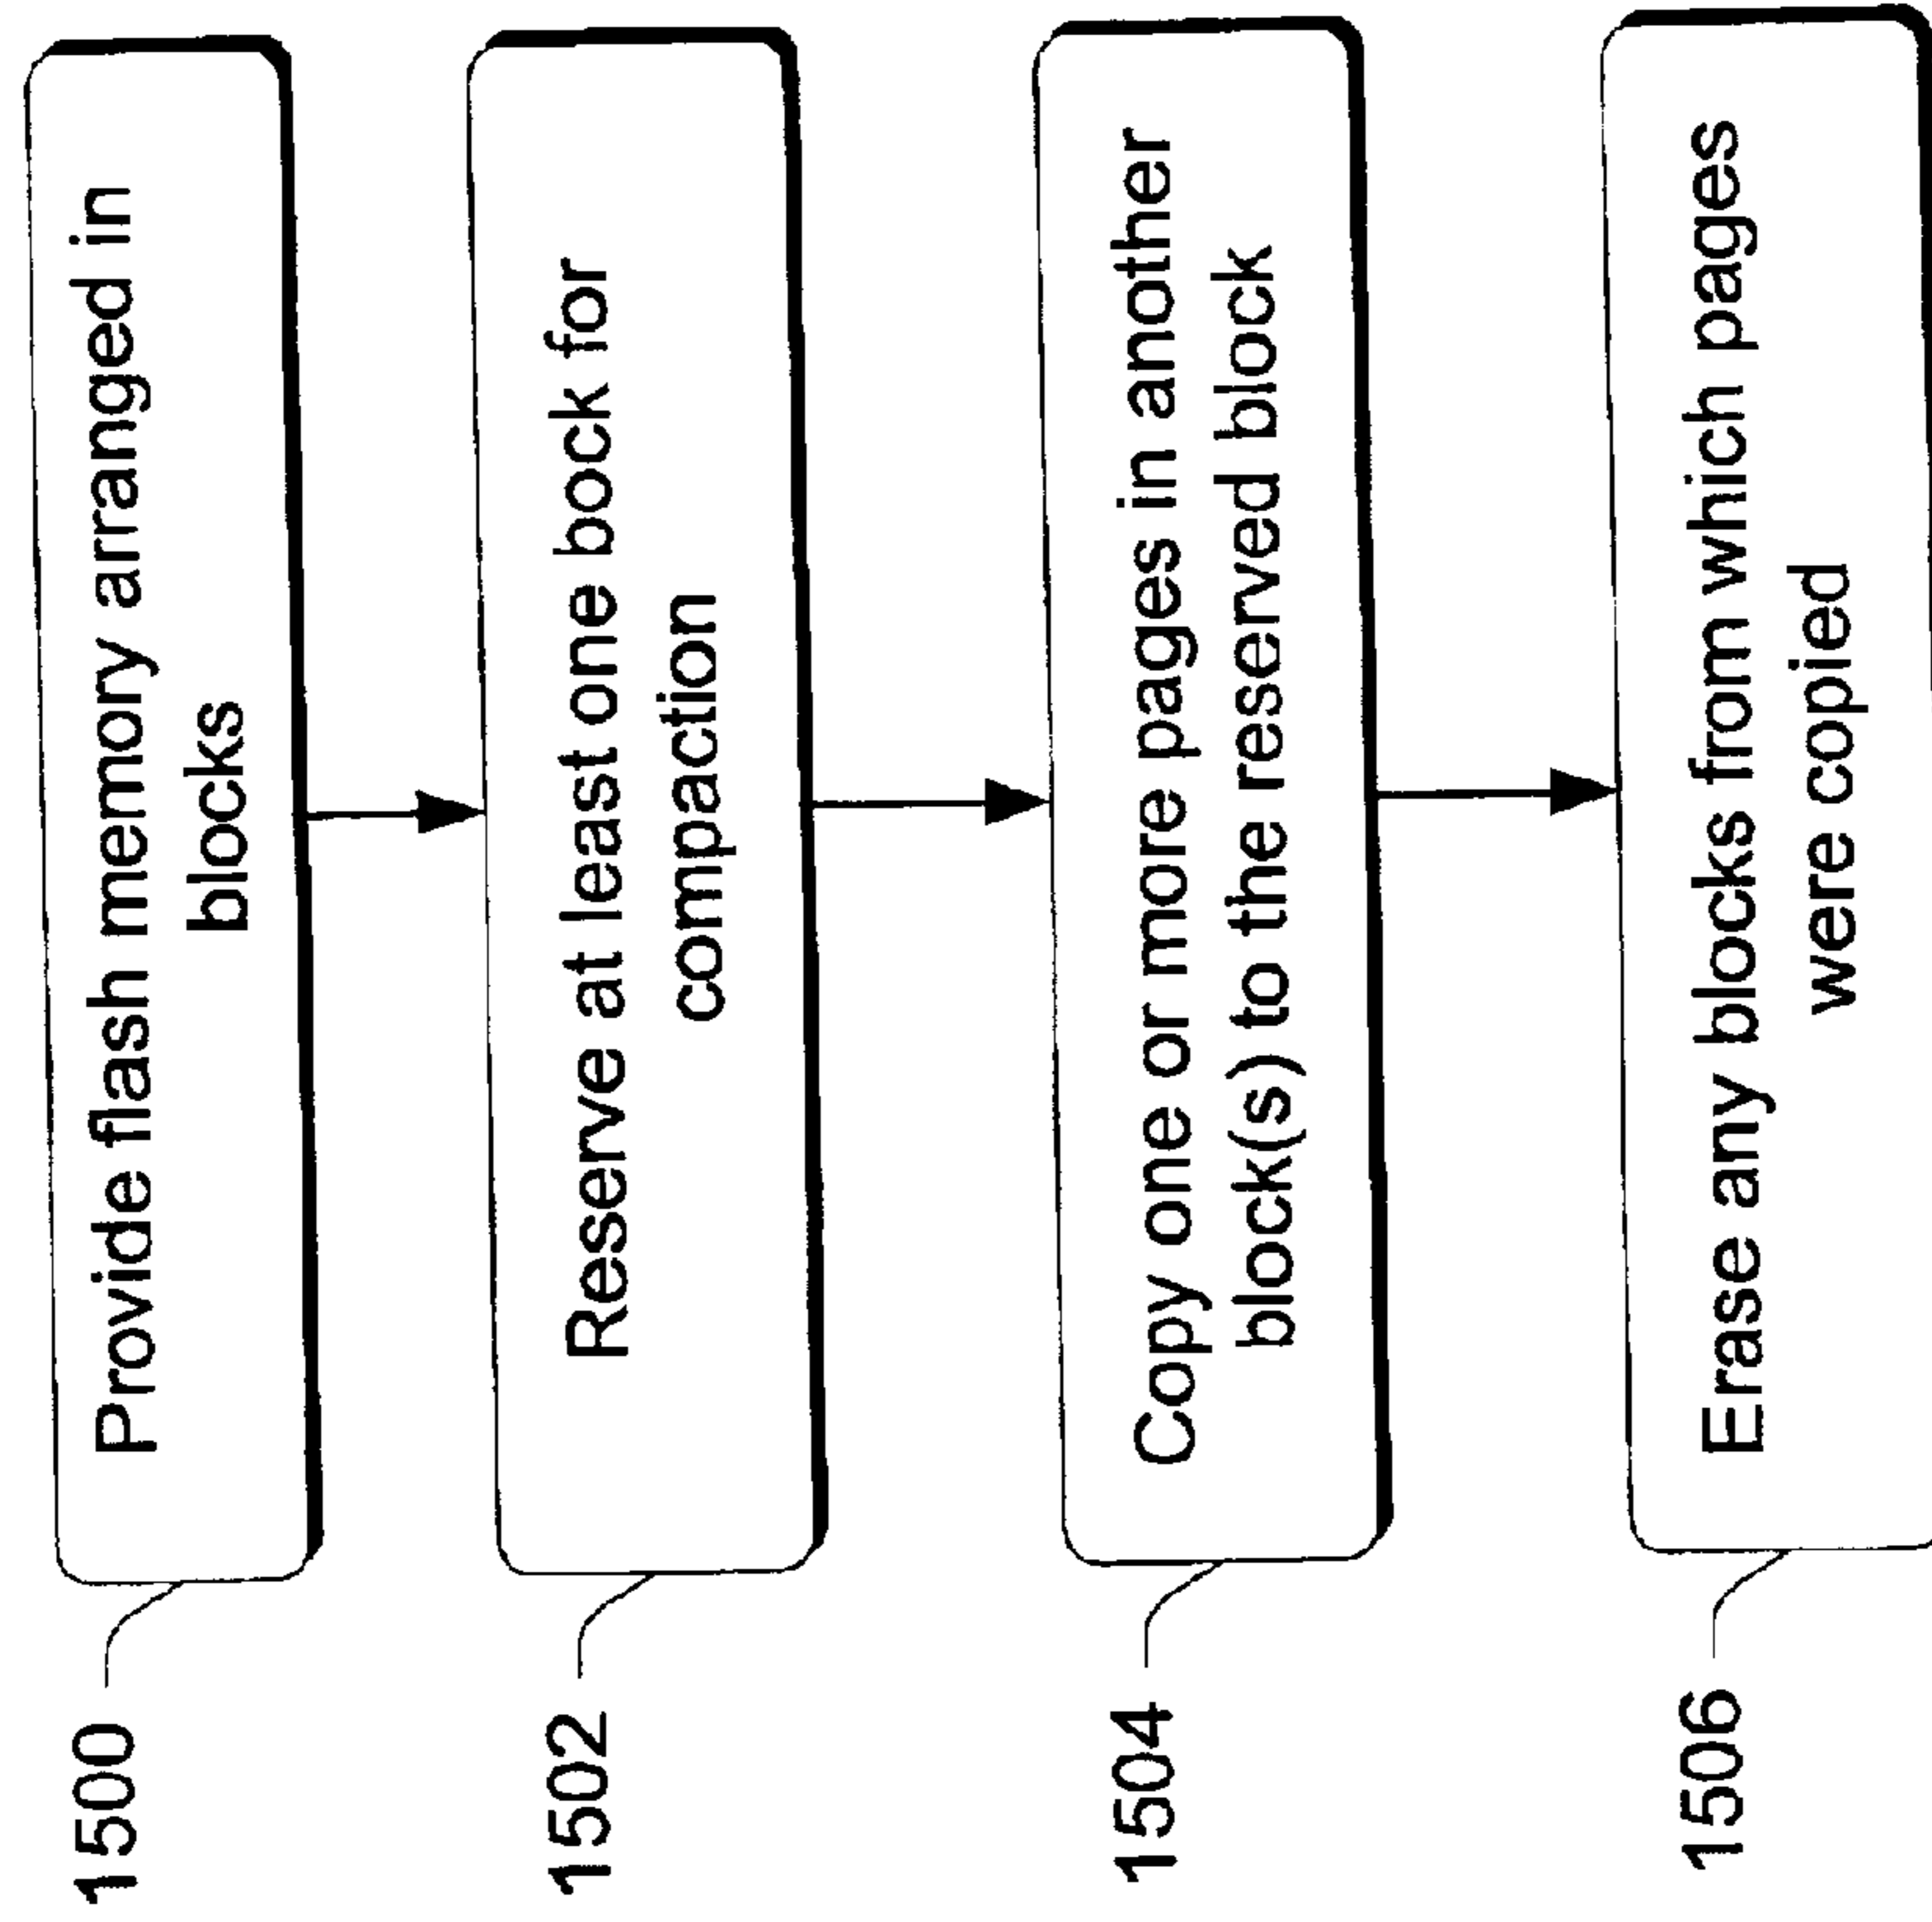 1500
Provide flash memory arranged in
blocks
1502
Reserve at least one bock for
compaction
1504
Copy one or more pages in another
block(s) to the reserved block
1506
Erase any blocks from which pages
were copied